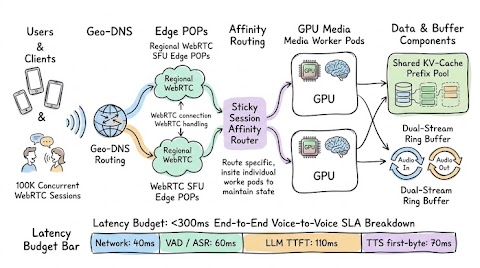 Users
& Clients
Geo-DNS
Edge POPs
Regional WebRTC
SFU Edge POPs
Affinity
Routing
GPU Media
Media Worker Pods
Data & Buffer
Components
100K Concurrent
WebRTC Sessions
Geo-DNS
Routing
Regional
WebRTC
WebRTC connection
WebRTC handling
Regional
WebRTC
WebRTC SFU
Edge POPs
Sticky
Session
Affinity
Router
Route specific,
insite individual
worke pods to
maintain state
GPU
GPU
GPU
GPU
Shared KV-Cache
Prefix Pool
Dual-Stream
Ring Buffer
Audio
In
Audio
Out
Dual-Stream
Ring Buffer
Latency Budget: <300ms End-to-End Voice-to-Voice SLA Breakdown
Latency
Budget Bar
Network: 40ms
VAD / ASR: 60ms
LLM TTFT: 110ms
TTS first-byte: 70ms